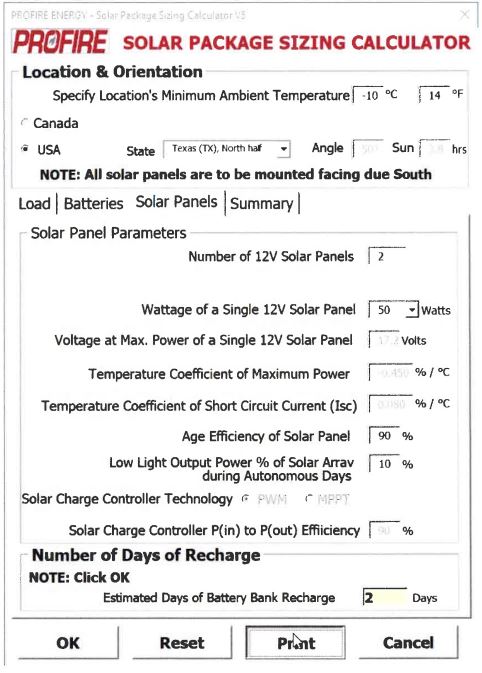 PROFIRE ENERGY - Solar Package Sizing Calculator V5
PROFIRE SOLAR PACKAGE SIZING CALCULATOR
Location & Orientation
Specify Location's Minimum Ambient Temperature -10 °C 14 °F
Canada
USA State Texas (TX), North half Angle Sun hrs
NOTE: All solar panels are to be mounted facing due South
Load Batteries Solar Panels Summary
Solar Panel Parameters
Number of 12V Solar Panels 2
Wattage of a Single 12V Solar Panel 50 Watts
Voltage at Max. Power of a Single 12V Solar Panel 17.2 Volts
Temperature Coefficient of Maximum Power -0.450 % / °C
Temperature Coefficient of Short Circuit Current (Isc) 0.080 % / °C
Age Efficiency of Solar Panel 90 %
Low Light Output Power % of Solar Array
during Autonomous Days 10 %
Solar Charge Controller Technology PWM MPPT
Solar Charge Controller P(in) to P(out) Effiiciency 90 %
Number of Days of Recharge
NOTE: Click OK
Estimated Days of Battery Bank Recharge 2 Days
OK Reset Print Cancel